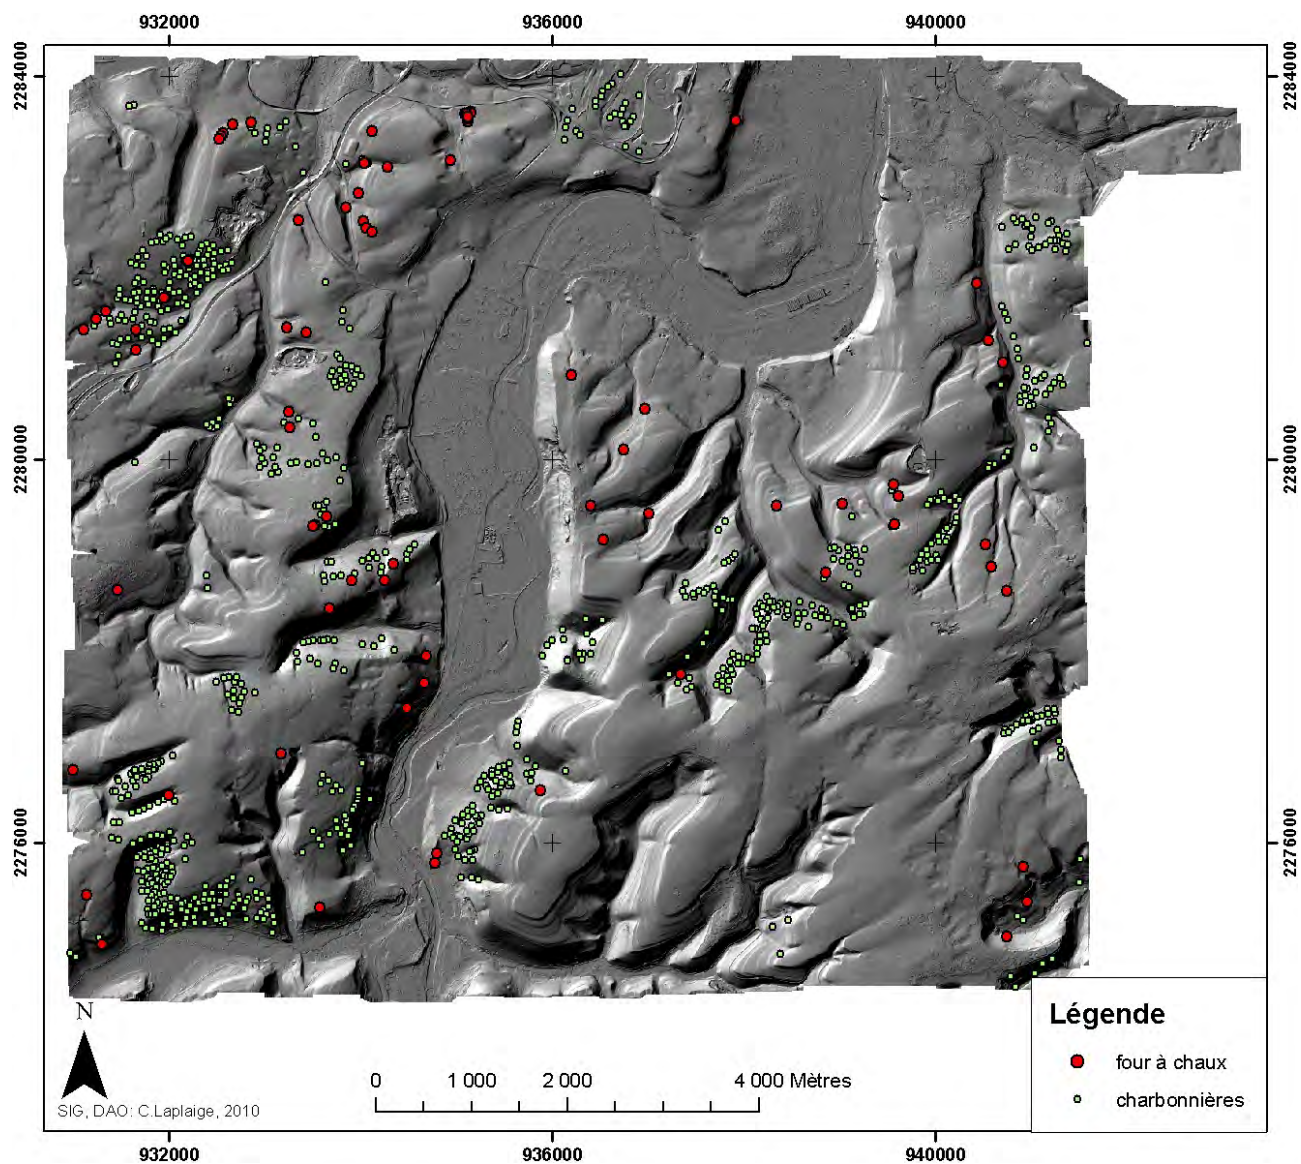 932000 936000 940000
2284000 2284000
2280000 2280000
2276000 2276000
Légende
four à chaux
charbonnières
N
0 1 000 2 000 4 000 Mètres
SIG, DAO: C.Laplaige, 2010
932000 936000 940000